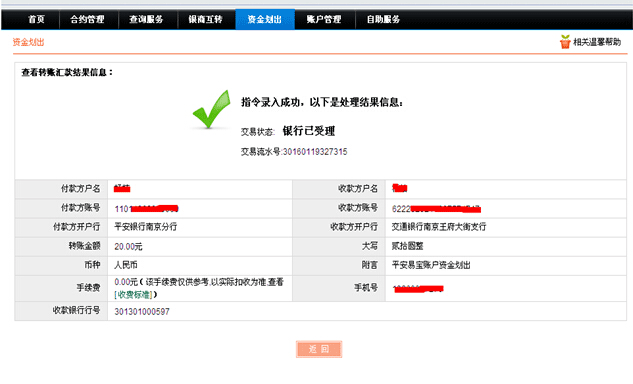 首页 合约管理 查询服务 银商互转 资金划出 账户管理 自助服务
资金划出 相关温馨帮助
查看转账汇款结果信息：
指令录入成功，以下是处理结果信息：
交易状态: 银行已受理
交易流水号:30160119327315
付款方户名 收款方户名
付款方账号 1101 收款方账号 6222
付款方开户行 平安银行南京分行 收款方开户行 交通银行南京王府大街支行
转账金额 20.00元 大写 贰拾圆整
币种 人民币 附言 平安易宝账户资金划出
手续费 0.00元 ( 该手续费仅供参考,以实际扣收为准,查看 手机号
[收费标准] )
收款银行行号 301301000597
返 回